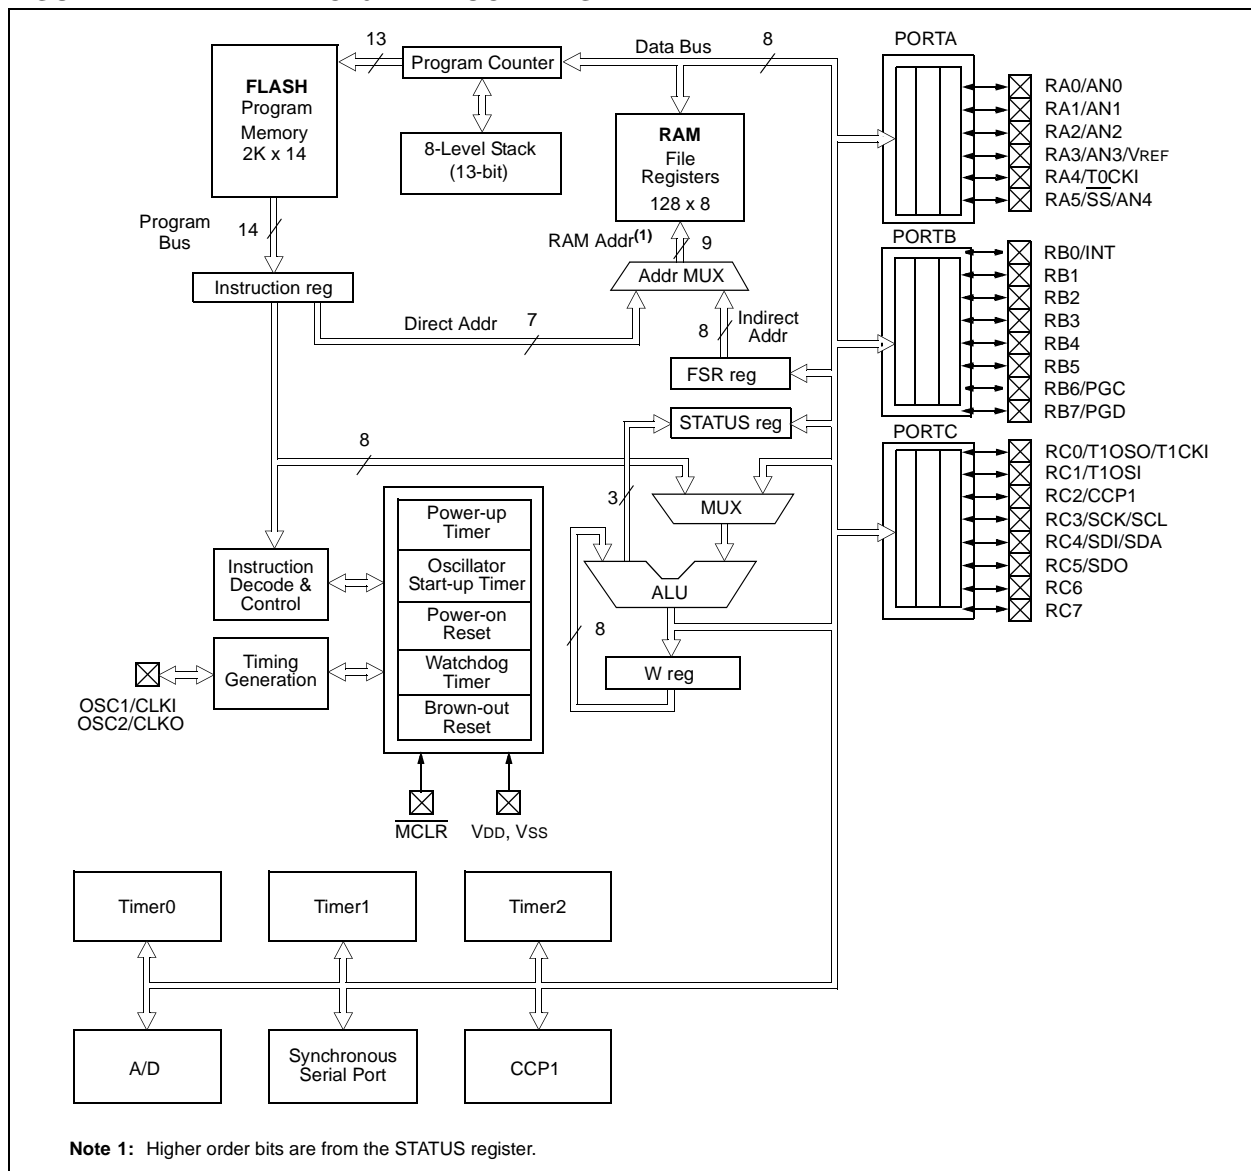 13
Program Counter
Data Bus
8
PORTA
FLASH
Program
Memory
2K x 14
8-Level Stack
(13-bit)
RAM
File
Registers
128 x 8
RA0/AN0
RA1/AN1
RA2/AN2
RA3/AN3/VREF
RA4/T0CKI
RA5/SS/AN4
Program
Bus
14
RAM Addr(1)
9
PORTB
Addr MUX
Instruction reg
Direct Addr
7
8
Indirect
Addr
FSR reg
RB0/INT
RB1
RB2
RB3
RB4
RB5
RB6/PGC
RB7/PGD
STATUS reg
PORTC
8
3
MUX
RC0/T1OSO/T1CKI
RC1/T1OSI
RC2/CCP1
RC3/SCK/SCL
RC4/SDI/SDA
RC5/SDO
RC6
RC7
Power-up
Timer
Oscillator
Start-up Timer
Power-on
Reset
Watchdog
Timer
Brown-out
Reset
Instruction
Decode &
Control
ALU
8
W reg
Timing
Generation
OSC1/CLKI
OSC2/CLKO
MCLR
VDD, VSS
Timer0
Timer1
Timer2
A/D
Synchronous
Serial Port
CCP1
Note 1: Higher order bits are from the STATUS register.